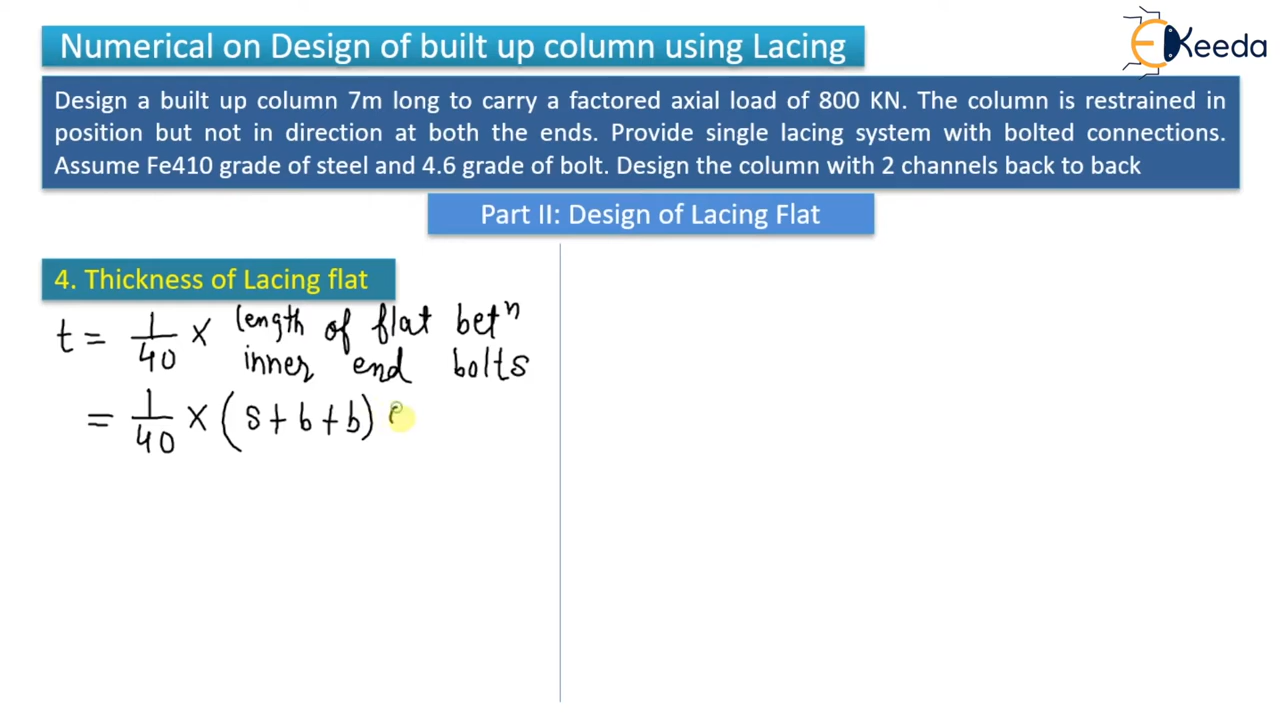 Numerical on Design of built up column using Lacing
EKeeda
Design a built up column 7m long to carry a factored axial load of 800 KN. The column is restrained in
position but not in direction at both the ends. Provide single lacing system with bolted connections.
Assume Fe410 grade of steel and 4.6 grade of bolt. Design the column with 2 channels back to back
Part II: Design of Lacing Flat
4. Thickness of Lacing flat
t = 1/40 × length of flat betⁿ
inner end bolts
= 1/40 × (s + b + b)